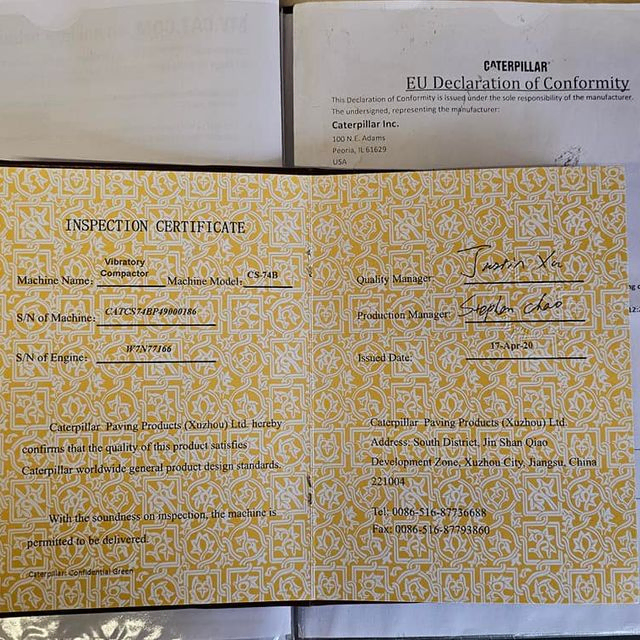 CATERPILLAR®
EU Declaration of Conformity
This Declaration of Conformity is issued under the sole responsibility of the manufacturer.
The undersigned, representing the manufacturer:
Caterpillar Inc.
100 N.E. Adams
Peoria, IL 61629
USA
INSPECTION CERTIFICATE
Machine Name: Vibratory Compactor Machine Model: CS-74B
S/N of Machine: CATCS74BP49000186
S/N of Engine: W7N77166
Caterpillar Paving Products (Xuzhou) Ltd. hereby
confirms that the quality of this product satisfies
Caterpillar worldwide general product design standards.
With the soundness on inspection, the machine is
permitted to be delivered.
Caterpillar: Confidential Green
Quality Manager: Justin Xu
Production Manager: Stephen Chao
Issued Date: 17-Apr-20
Caterpillar Paving Products (Xuzhou) Ltd.
Address: South District, Jin Shan Qiao
Development Zone, Xuzhou City, Jiangsu, China
221004
Tel: 0086-516-87736688
Fax: 0086-516-87793860